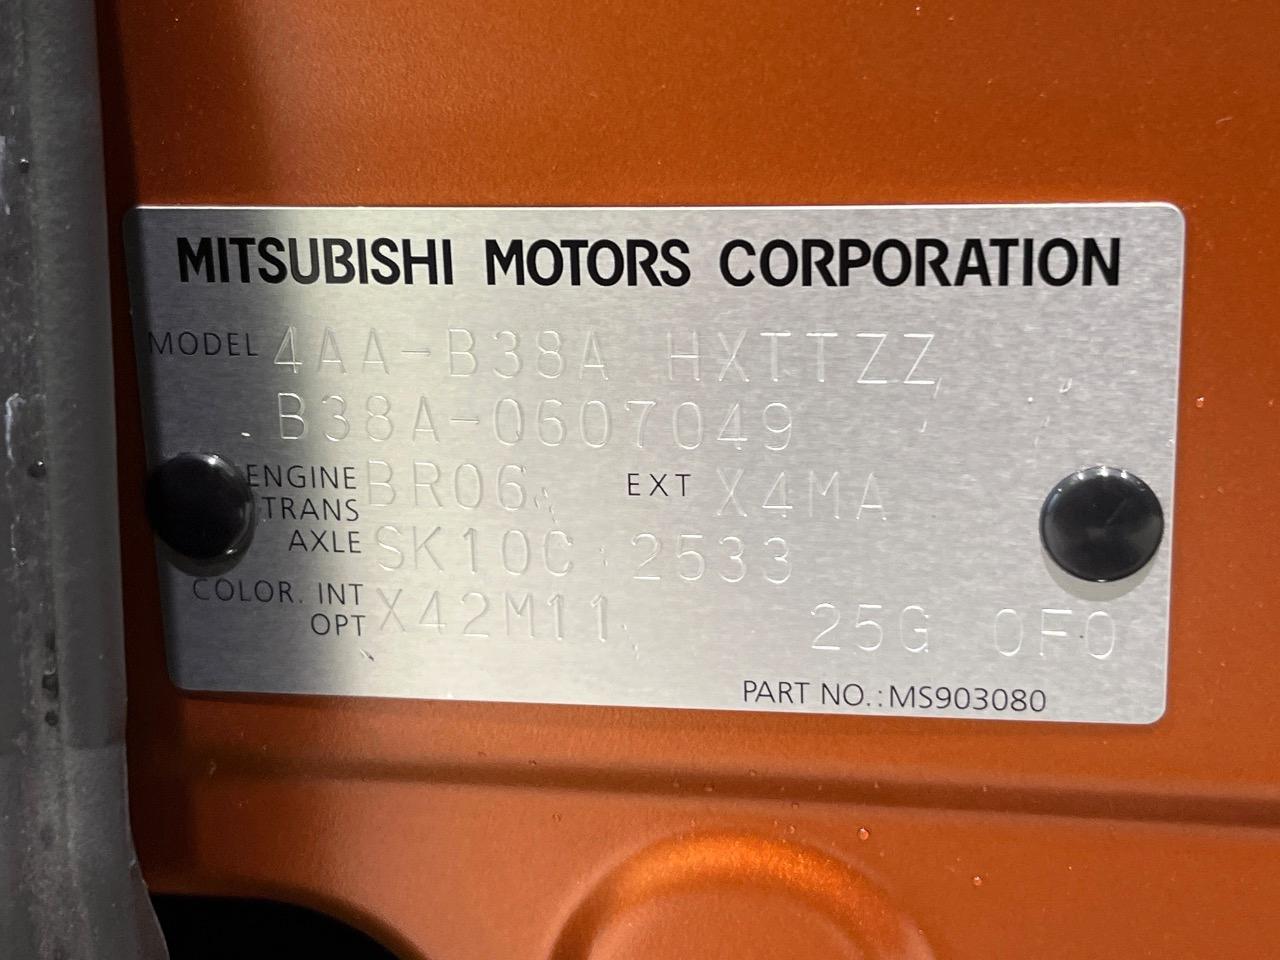 MITSUBISHI MOTORS CORPORATION
MODEL 4AA-B38A HXTTZZ
B38A-0607049
ENGINE BR06 EXT X4MA
TRANS
AXLE SK10C 2533
COLOR. INT
OPT X42M11 25G 0F0
PART NO.: MS903080